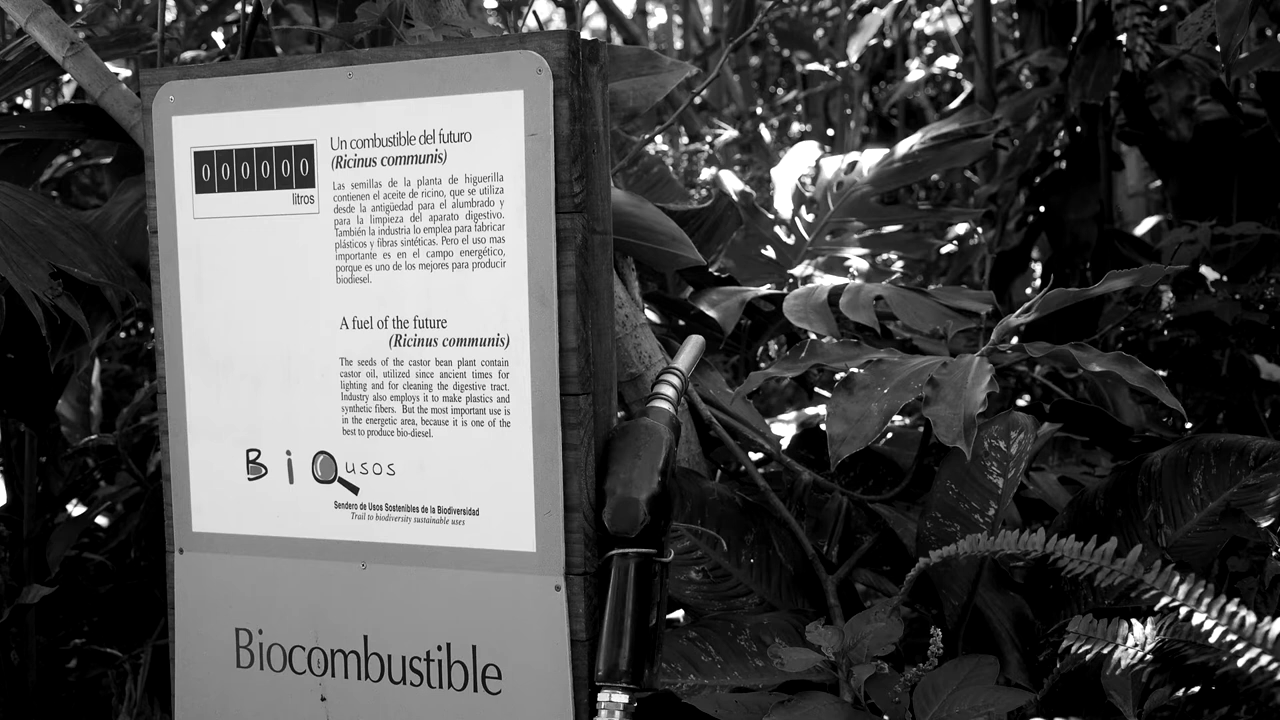 000000
litros
Un combustible del futuro
(Ricinus communis)
Las semillas de la planta de higuerilla
contienen el aceite de ricino, que se utiliza
desde la antigüedad para el alumbrado y
para la limpieza del aparato digestivo.
También la industria lo emplea para fabricar
plásticos y fibras sintéticas. Pero el uso mas
importante es en el campo energético,
porque es uno de los mejores para producir
biodiesel.
A fuel of the future
(Ricinus communis)
The seeds of the castor bean plant contain
castor oil, utilized since ancient times for
lighting and for cleaning the digestive tract.
Industry also employs it to make plastics and
synthetic fibers. But the most important use is
in the energetic area, because it is one of the
best to produce bio-diesel.
BiOusos
Sendero de Usos Sostenibles de la Biodiversidad
Trail to biodiversity sustainable uses
Biocombustible